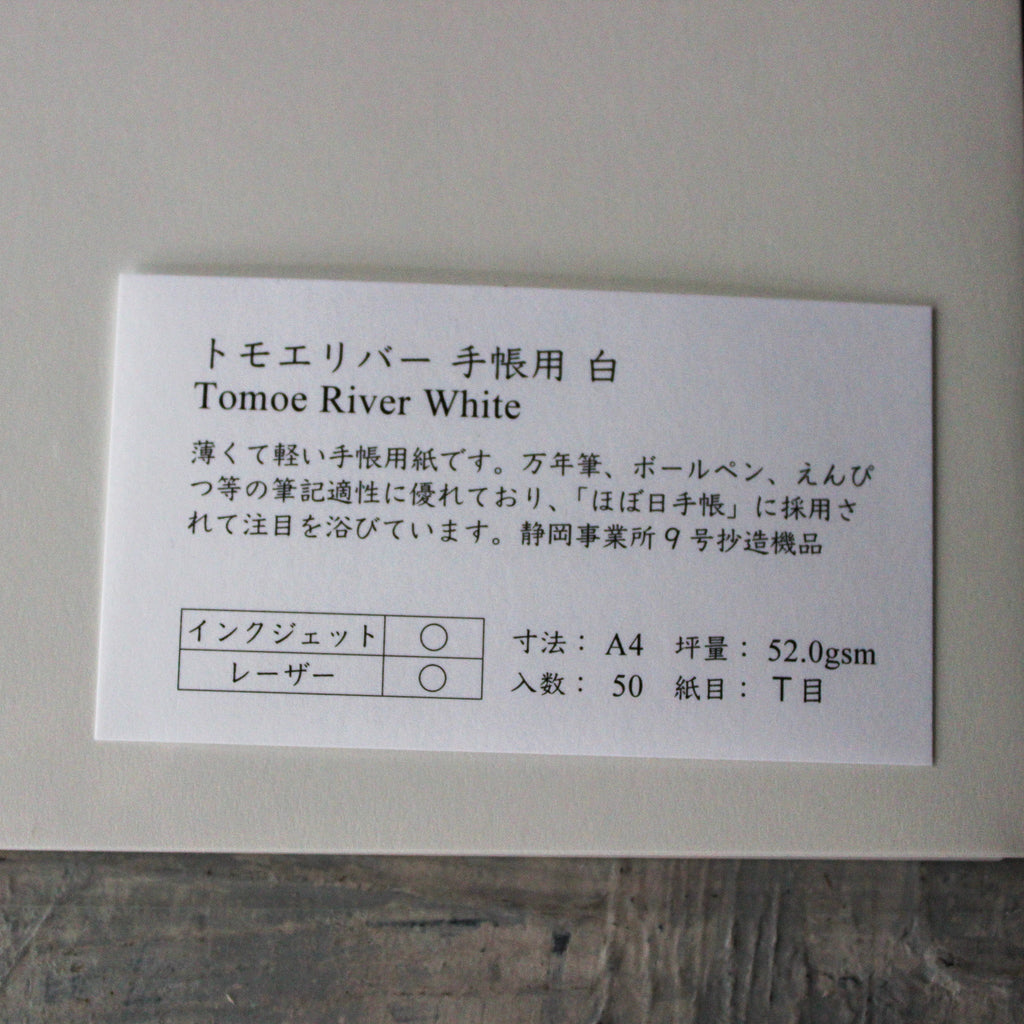 トモエリバー 手帳用 白
Tomoe River White
薄くて軽い手帳用紙です。万年筆、ボールペン、えんぴ
つ等の筆記適性に優れており、「ほぼ日手帳」に採用さ
れて注目を浴びています。静岡事業所9号抄造機品
インクジェット ○ 寸法： A4 坪量： 52.0gsm
レーザー ○ 入数： 50 紙目： T目